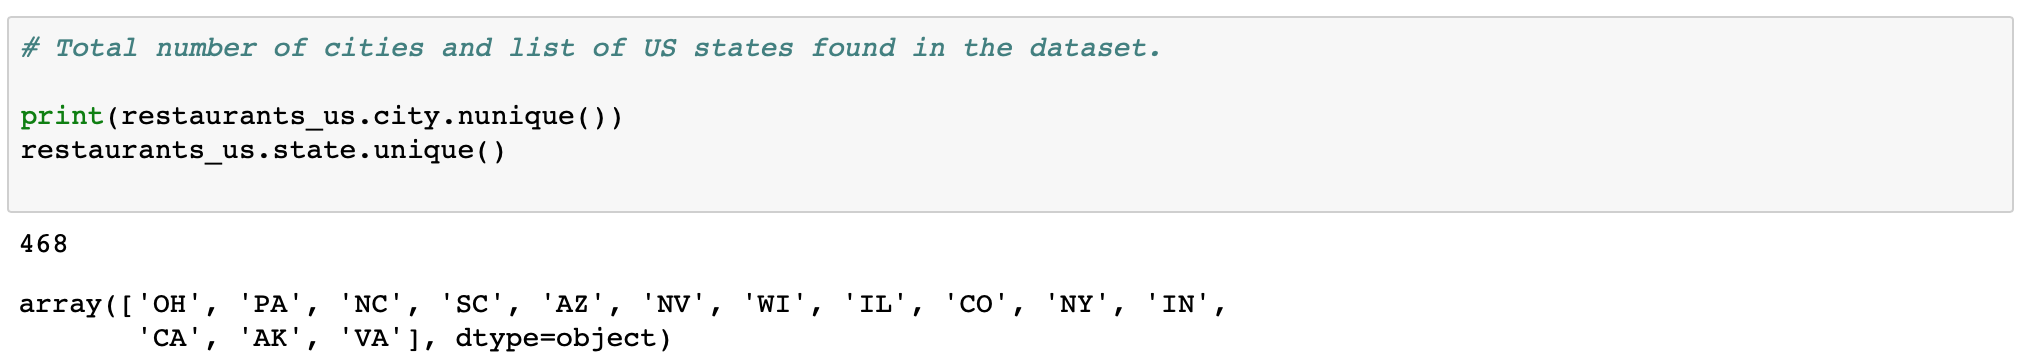 # Total number of cities and list of US states found in the dataset.
print(restaurants_us.city.nunique())
restaurants_us.state.unique()
468
array(['OH', 'PA', 'NC', 'SC', 'AZ', 'NV', 'WI', 'IL', 'CO', 'NY', 'IN',
'CA', 'AK', 'VA'], dtype=object)